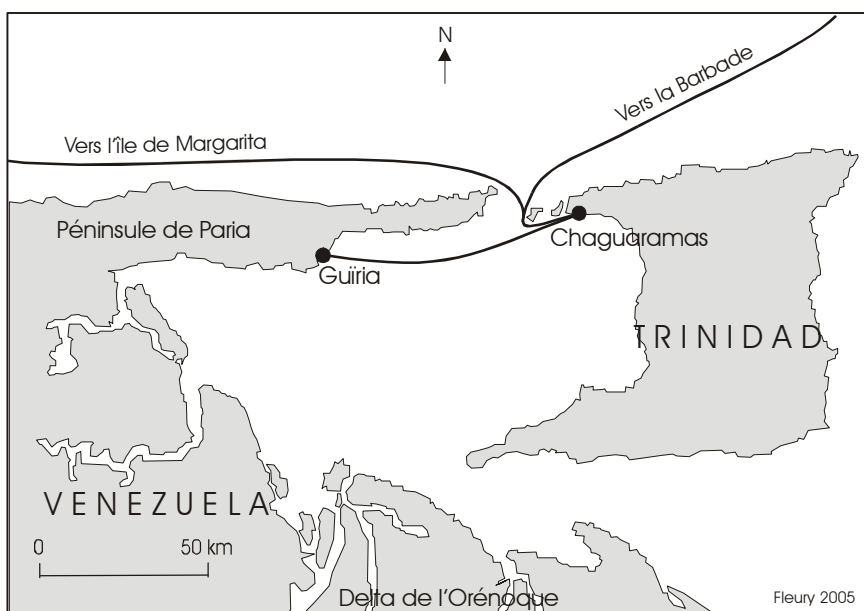 N
Vers la Barbade
Vers l'île de Margarita
Péninsule de Paria
Chaguaramas
Guïria
TRINIDAD
VENEZUELA
0 50 km
Delta de l'Orénoque
Fleury 2005